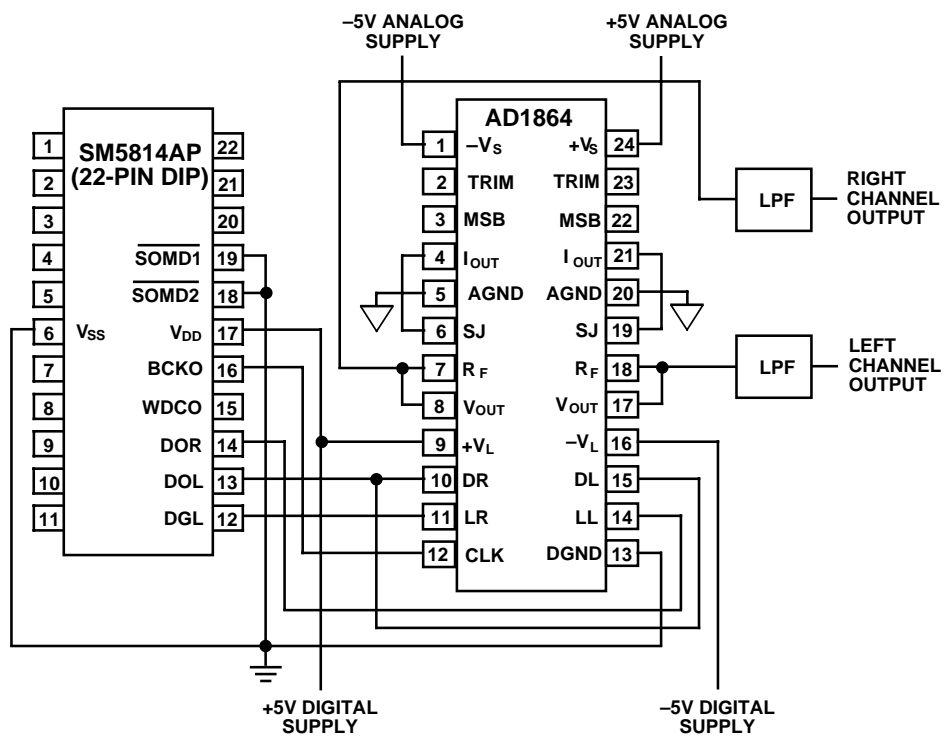 –5V ANALOG
SUPPLY
+5V ANALOG
SUPPLY
SM5814AP
(22-PIN DIP)
1
2
3
4
5
6
7
8
9
10
11
VSS
22
21
20
SOMD1 19
SOMD2 18
VDD 17
BCKO 16
WDCO 15
DOR 14
DOL 13
DGL 12
AD1864
1 –VS
2 TRIM
3 MSB
4 IOUT
5 AGND
6 SJ
7 RF
8 VOUT
9 +VL
10 DR
11 LR
12 CLK
+VS 24
TRIM 23
MSB 22
IOUT 21
AGND 20
SJ 19
RF 18
VOUT 17
–VL 16
DL 15
LL 14
DGND 13
LPF
RIGHT
CHANNEL
OUTPUT
LPF
LEFT
CHANNEL
OUTPUT
+5V DIGITAL
SUPPLY
–5V DIGITAL
SUPPLY